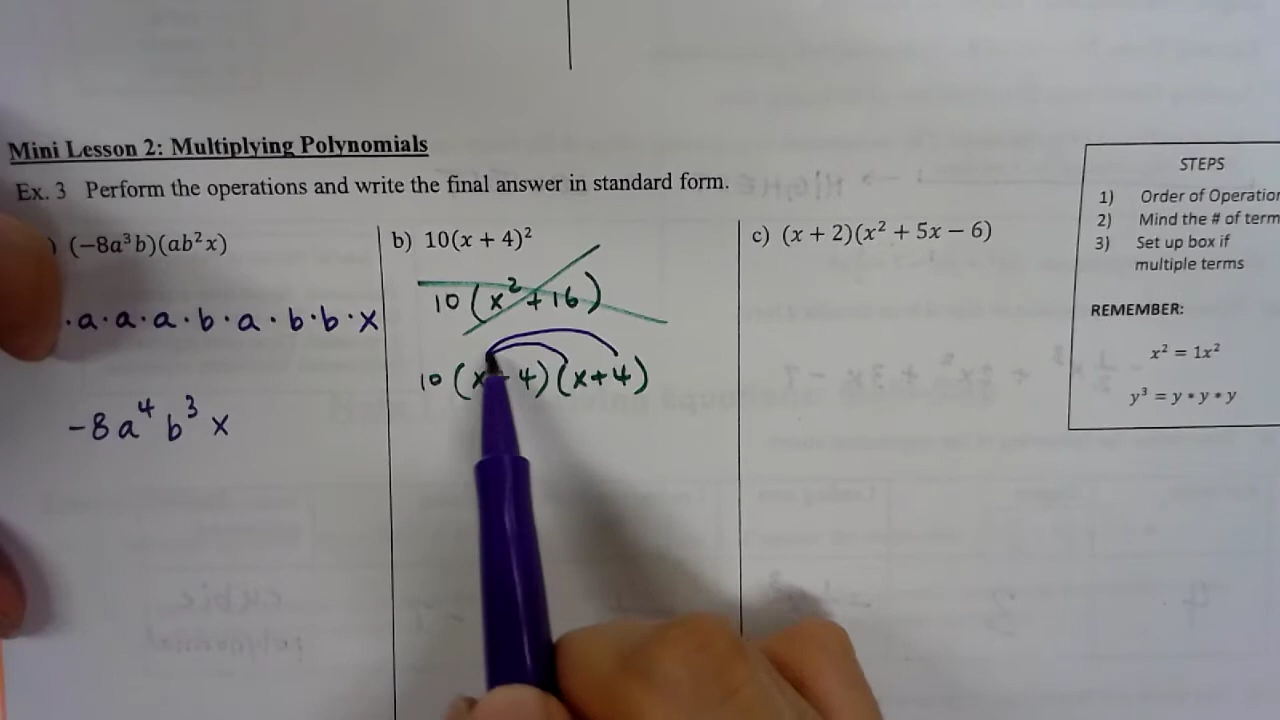 Mini Lesson 2: Multiplying Polynomials
Ex. 3 Perform the operations and write the final answer in standard form.
) (−8a³b)(ab²x)
·a·a·a·b·a·b·b·x
-8a⁴b³x
b) 10(x + 4)²
10(x²+16)
10(x+4)(x+4)
c) (x + 2)(x² + 5x − 6)
STEPS
1) Order of Operation
2) Mind the # of term
3) Set up box if
multiple terms
REMEMBER:
x² = 1x²
y³ = y • y • y